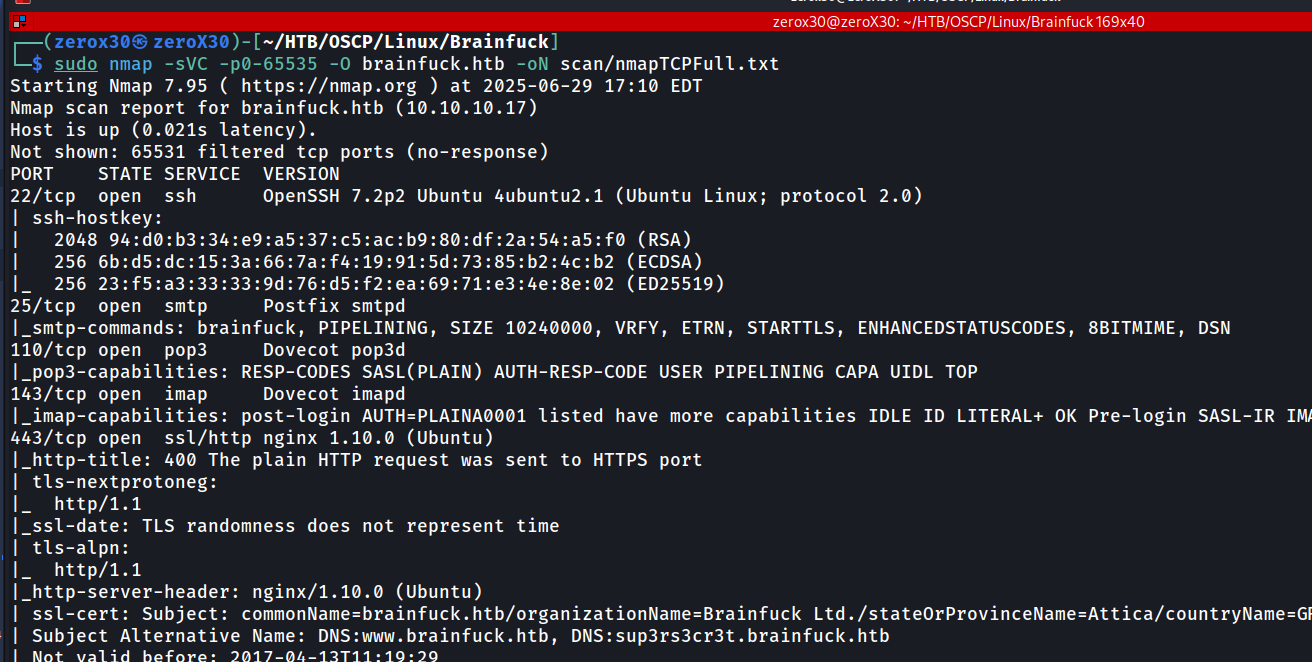 zerox30@zeroX30: ~/HTB/OSCP/Linux/Brainfuck 169x40
┌──(zerox30㉿zeroX30)-[~/HTB/OSCP/Linux/Brainfuck]
└─$ sudo nmap -sVC -p0-65535 -O brainfuck.htb -oN scan/nmapTCPFull.txt
Starting Nmap 7.95 ( https://nmap.org ) at 2025-06-29 17:10 EDT
Nmap scan report for brainfuck.htb (10.10.10.17)
Host is up (0.021s latency).
Not shown: 65531 filtered tcp ports (no-response)
PORT    STATE SERVICE  VERSION
22/tcp  open  ssh      OpenSSH 7.2p2 Ubuntu 4ubuntu2.1 (Ubuntu Linux; protocol 2.0)
| ssh-hostkey:
|   2048 94:d0:b3:34:e9:a5:37:c5:ac:b9:80:df:2a:54:a5:f0 (RSA)
|   256 6b:d5:dc:15:3a:66:7a:f4:19:91:5d:73:85:b2:4c:b2 (ECDSA)
|_  256 23:f5:a3:33:33:9d:76:d5:f2:ea:69:71:e3:4e:8e:02 (ED25519)
25/tcp  open  smtp     Postfix smtpd
|_smtp-commands: brainfuck, PIPELINING, SIZE 10240000, VRFY, ETRN, STARTTLS, ENHANCEDSTATUSCODES, 8BITMIME, DSN
110/tcp open  pop3     Dovecot pop3d
|_pop3-capabilities: RESP-CODES SASL(PLAIN) AUTH-RESP-CODE USER PIPELINING CAPA UIDL TOP
143/tcp open  imap     Dovecot imapd
|_imap-capabilities: post-login AUTH=PLAINA0001 listed have more capabilities IDLE ID LITERAL+ OK Pre-login SASL-IR
443/tcp open  ssl/http nginx 1.10.0 (Ubuntu)
|_http-title: 400 The plain HTTP request was sent to HTTPS port
| tls-nextprotoneg:
|_  http/1.1
|_ssl-date: TLS randomness does not represent time
| tls-alpn:
|_  http/1.1
|_http-server-header: nginx/1.10.0 (Ubuntu)
| ssl-cert: Subject: commonName=brainfuck.htb/organizationName=Brainfuck Ltd./stateOrProvinceName=Attica/countryName=GR
| Subject Alternative Name: DNS:www.brainfuck.htb, DNS:sup3rs3cr3t.brainfuck.htb
| Not valid before: 2017-04-13T11:19:29